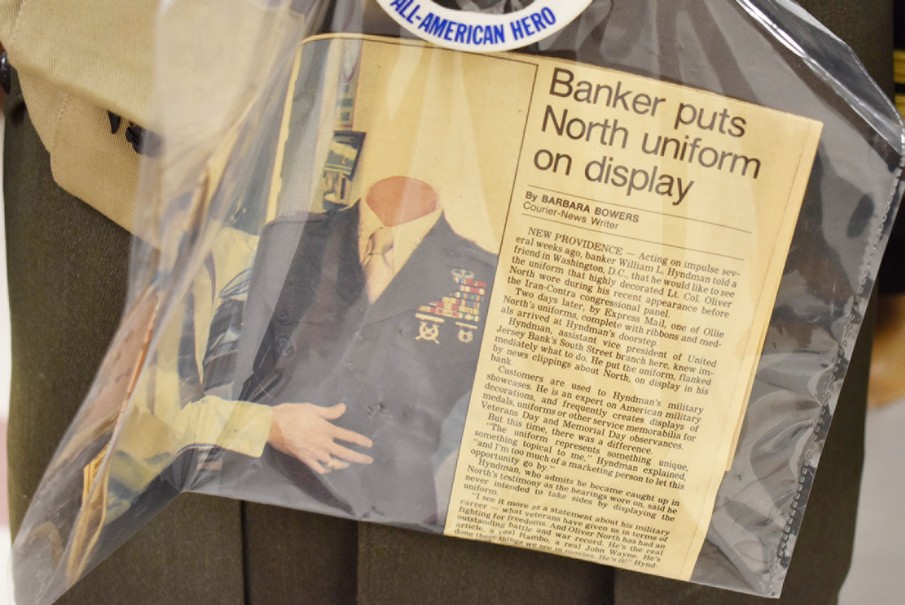 ALL-AMERICAN HERO
Banker puts
North uniform
on display
By BARBARA BOWERS
Courier-News Writer
NEW PROVIDENCE — Acting on impulse sev-
eral weeks ago, banker William L. Hyndman told a
friend in Washington, D.C., that he would like to see
the uniform that highly decorated Lt. Col. Oliver
North wore during his recent appearance before
the Iran-Contra congressional panel.
Two days later, by Express Mail, one of Ollie
North's uniforms, complete with ribbons and med-
als arrived at Hyndman's doorstep.
Hyndman, assistant vice president of United
Jersey Bank's South Street branch here, knew im-
mediately what to do. He put the uniform, flanked
by news clippings about North, on display in his
bank.
Customers are used to Hyndman's military
showcases. He is an expert on American military
decorations, and frequently creates displays of
medals, uniforms or other service memorabilia for
Veterans Day and Memorial Day observances.
But this time, there was a difference.
"The uniform represents something unique,
something topical to me," Hyndman explained,
"and I'm too much of a marketing person to let this
opportunity go by."
Hyndman, who admits he became caught up in
North's testimony as the hearings wore on, said he
never intended to take sides by displaying the
uniform.
"I see it more as a statement about his military
career — what veterans have given us in terms of
fighting for freedoms. And Oliver North has had an
outstanding battle and war record. He's the real
article, a real Rambo, a real John Wayne. He's
done these things we see in movies. He's it!" Hynd-